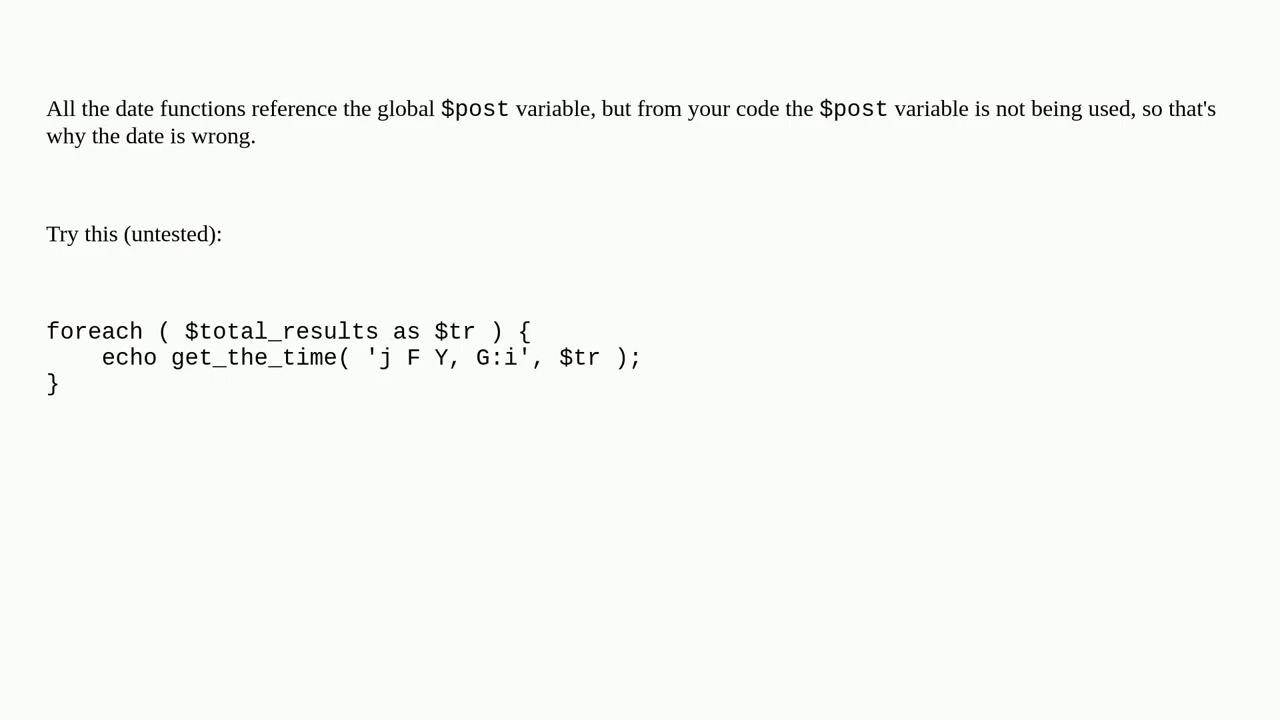 All the date functions reference the global $post variable, but from your code the $post variable is not being used, so that's
why the date is wrong.
Try this (untested):
foreach ( $total_results as $tr ) {
    echo get_the_time( 'j F Y, G:i', $tr );
}